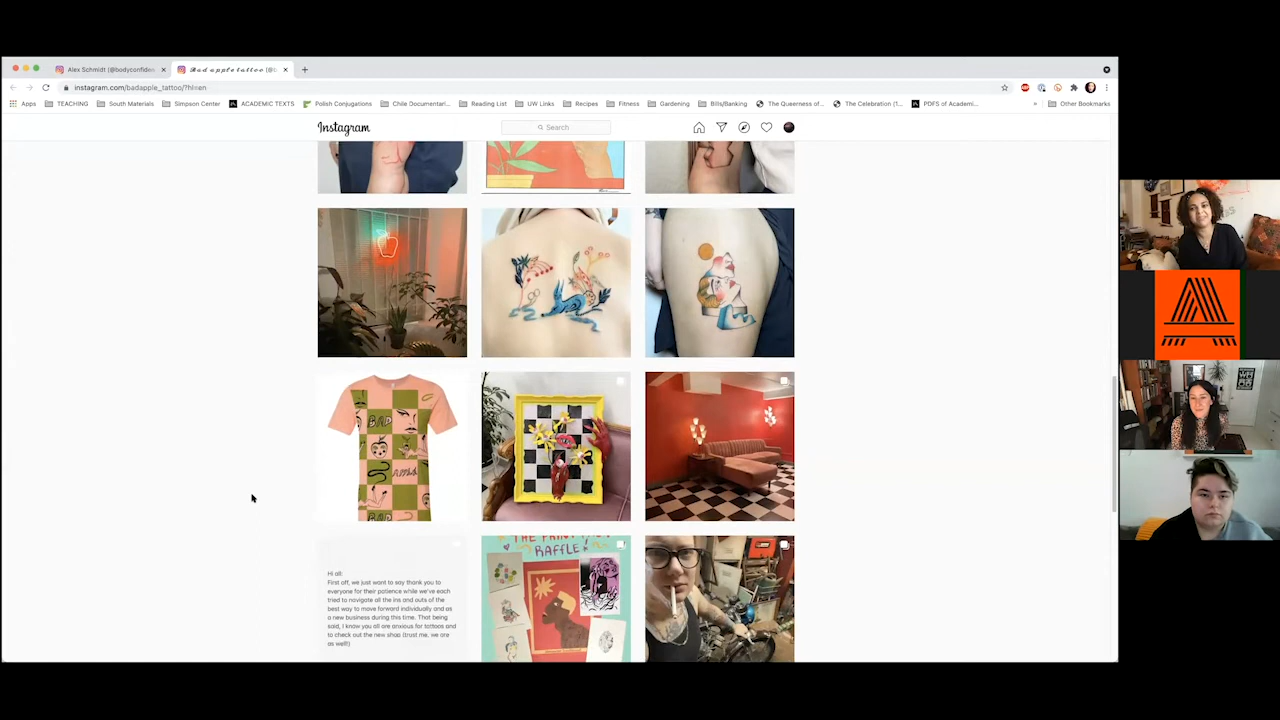 Alex Schmidt (@bodyconfiden
𝓑𝓪𝓭 𝓪𝓹𝓹𝓵𝓮 𝓽𝓪𝓽𝓽𝓸𝓸 (@b
instagram.com/badapple_tattoo/?hl=en
Apps TEACHING South Materials Simpson Center ACADEMIC TEXTS Polish Conjugations Chile Documentari... Reading List UW Links Recipes Fitness Gardening Bills/Banking The Queerness of... The Celebration (1... PDFS of Academi... » Other Bookmarks
Instagram
Search
BAD
BAD
THE
RAFFLE!
Hi all:
First off, we just want to say thank you to
everyone for their patience while we've each
tried to navigate all the ins and outs of the
best way to move forward individually and as
a new business during this time. That being
said, I know you all are anxious for tattoos and
to check out the new shop (trust me, we are
as well!)